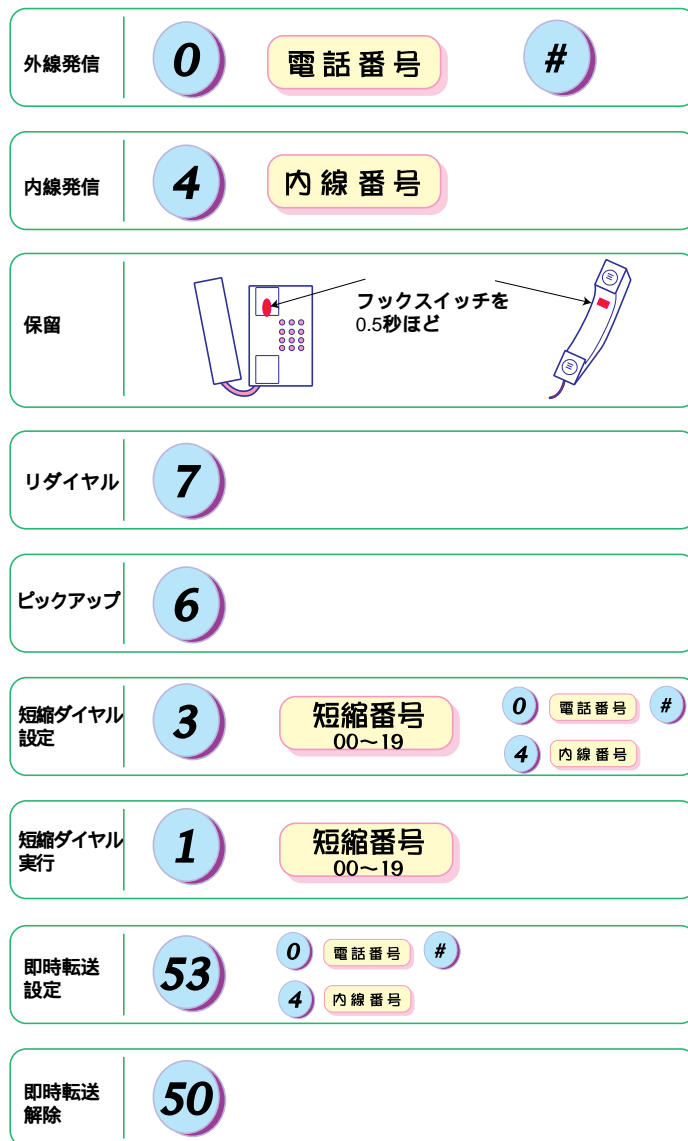 外線発信 0 電話番号 #
内線発信 4 内線番号
保留
フックスイッチを
0.5秒ほど
リダイヤル 7
ピックアップ 6
短縮ダイヤル
設定
3
短縮番号
00〜19
0 電話番号 #
4 内線番号
短縮ダイヤル
実行
1
短縮番号
00〜19
即時転送
設定
53
0 電話番号 #
4 内線番号
即時転送
解除
50